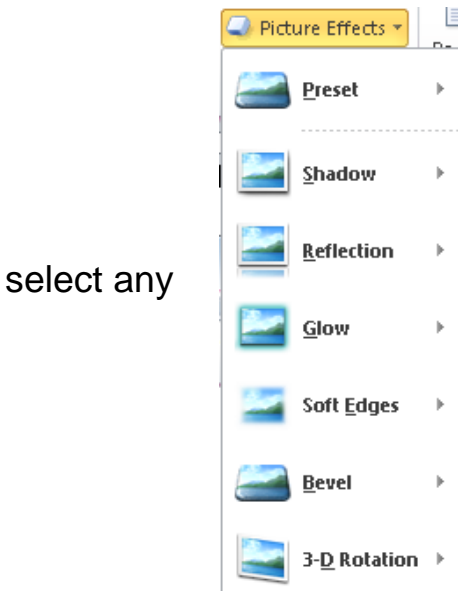 Picture Effects
Preset
Shadow
Reflection
select any
Glow
Soft Edges
Bevel
3-D Rotation